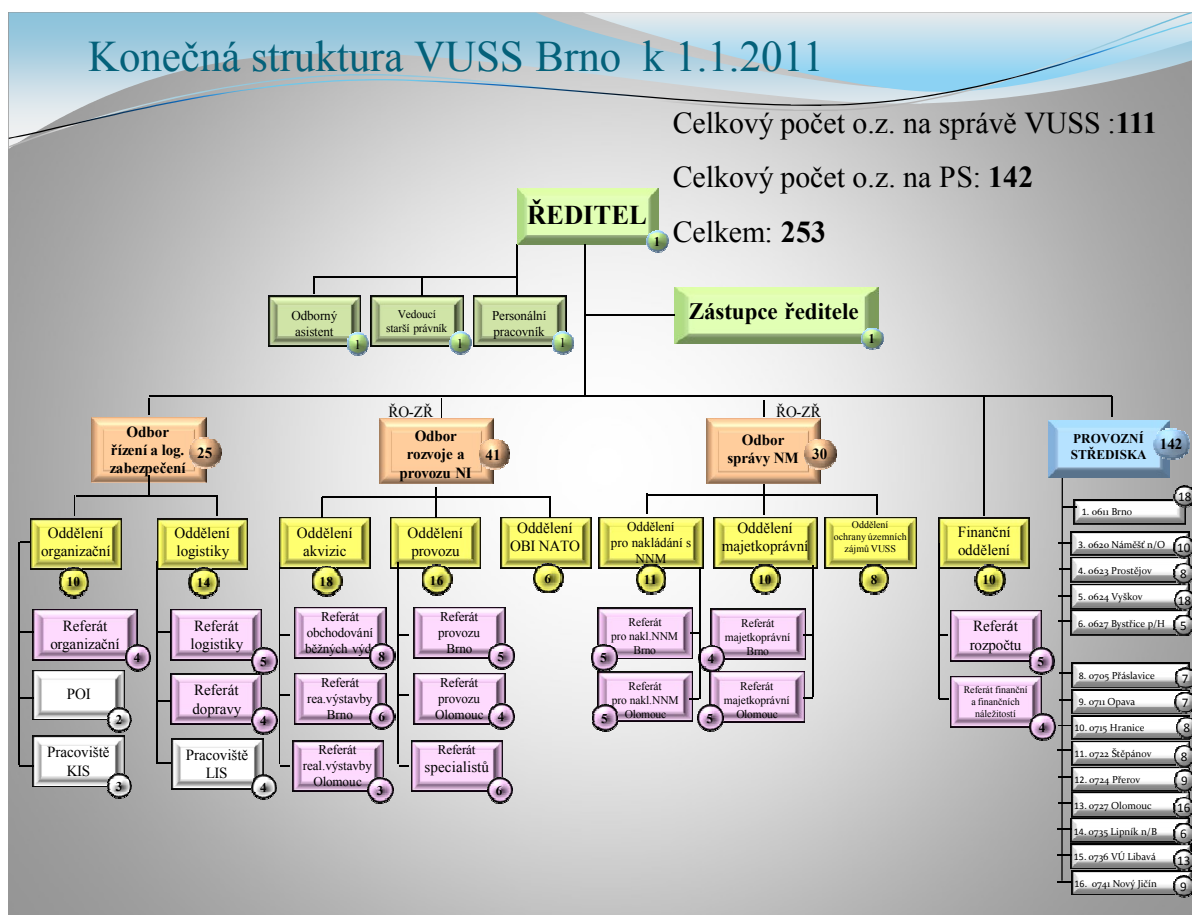 Konečná struktura VUSS Brno k 1.1.2011
Celkový počet o.z. na správě VUSS :111
Celkový počet o.z. na PS: 142
Celkem: 253
ŘEDITEL
1
Odborný
asistent
1
Vedoucí
starší právník
1
Personální
pracovník
1
Zástupce ředitele
1
Odbor
řízení a log.
zabezpečení
25
ŘO-ZŘ
Odbor
rozvoje a
provozu NI
41
ŘO-ZŘ
Odbor
správy NM
30
PROVOZNÍ
STŘEDISKA
142
Oddělení
organizační
10
Oddělení
logistiky
14
Oddělení
akvizic
18
Oddělení
provozu
16
Oddělení
OBI NATO
6
Oddělení
pro nakládání s
NNM
11
Oddělení
majetkoprávní
10
Oddělení
ochrany územních
zájmů VUSS
8
Finanční
oddělení
10
Referát
organizační
4
POI
2
Pracoviště
KIS
3
Referát
logistiky
5
Referát
dopravy
4
Pracoviště
LIS
4
Referát
obchodování
běžných výd
8
Referát
rea.výstavby
Brno
6
Referát
real.výstavby
Olomouc
3
Referát
provozu
Brno
5
Referát
provozu
Olomouc
4
Referát
specialistů
6
Referát
pro nakl.NNM
Brno
5
Referát
pro nakl.NNM
Olomouc
5
Referát
majetkoprávní
Brno
4
Referát
majetkoprávní
Olomouc
5
Referát
rozpočtu
5
Referát finanční
a finančních
náležitostí
4
1. 0611 Brno 18
3. 0620 Náměšť n/O 10
4. 0623 Prostějov 8
5. 0624 Vyškov 18
6. 0627 Bystřice p/H 5
8. 0705 Přáslavice 7
9. 0711 Opava 7
10. 0715 Hranice 8
11. 0722 Štěpánov 8
12. 0724 Přerov 9
13. 0727 Olomouc 16
14. 0735 Lipník n/B 6
15. 0736 VÚ Libavá 13
16. 0741 Nový Jičín 9